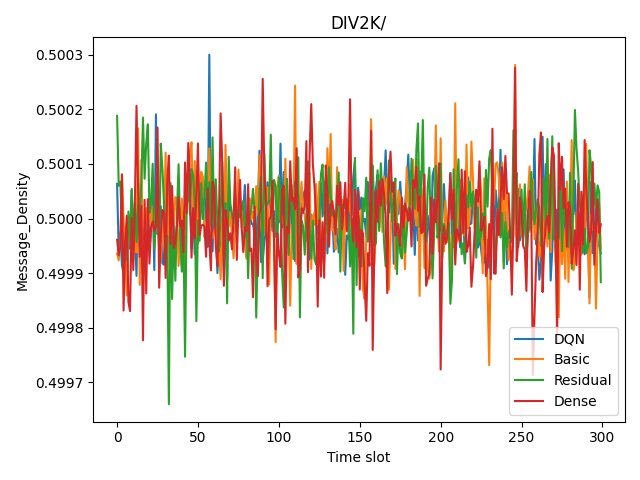 DIV2K/
Message_Density
0.5003
0.5002
0.5001
0.5000
0.4999
0.4998
0.4997
0 50 100 150 200 250 300
Time slot
DQN
Basic
Residual
Dense